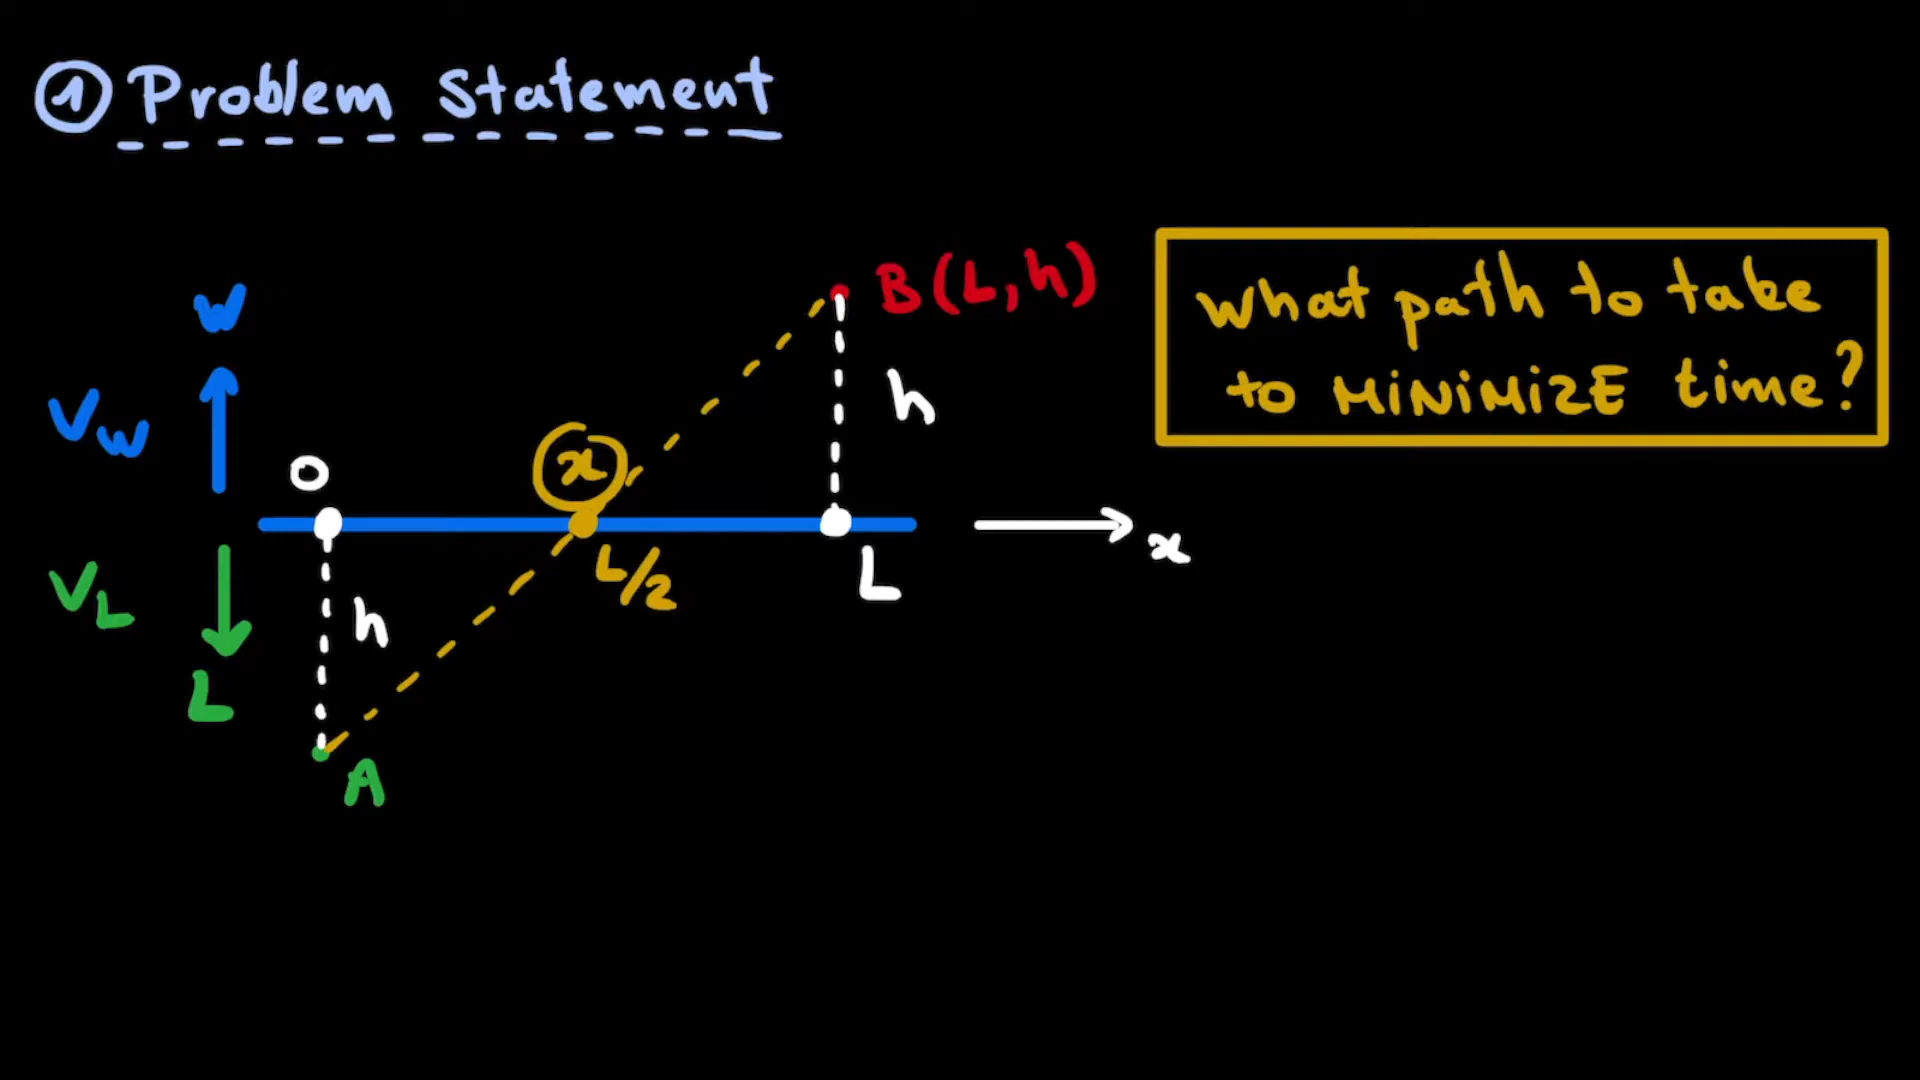 ① Problem Statement
W
B(L,h)
What path to take
to MiNiMiZE time?
h
Vw
x
O
L/2
L
x
VL
h
L
A